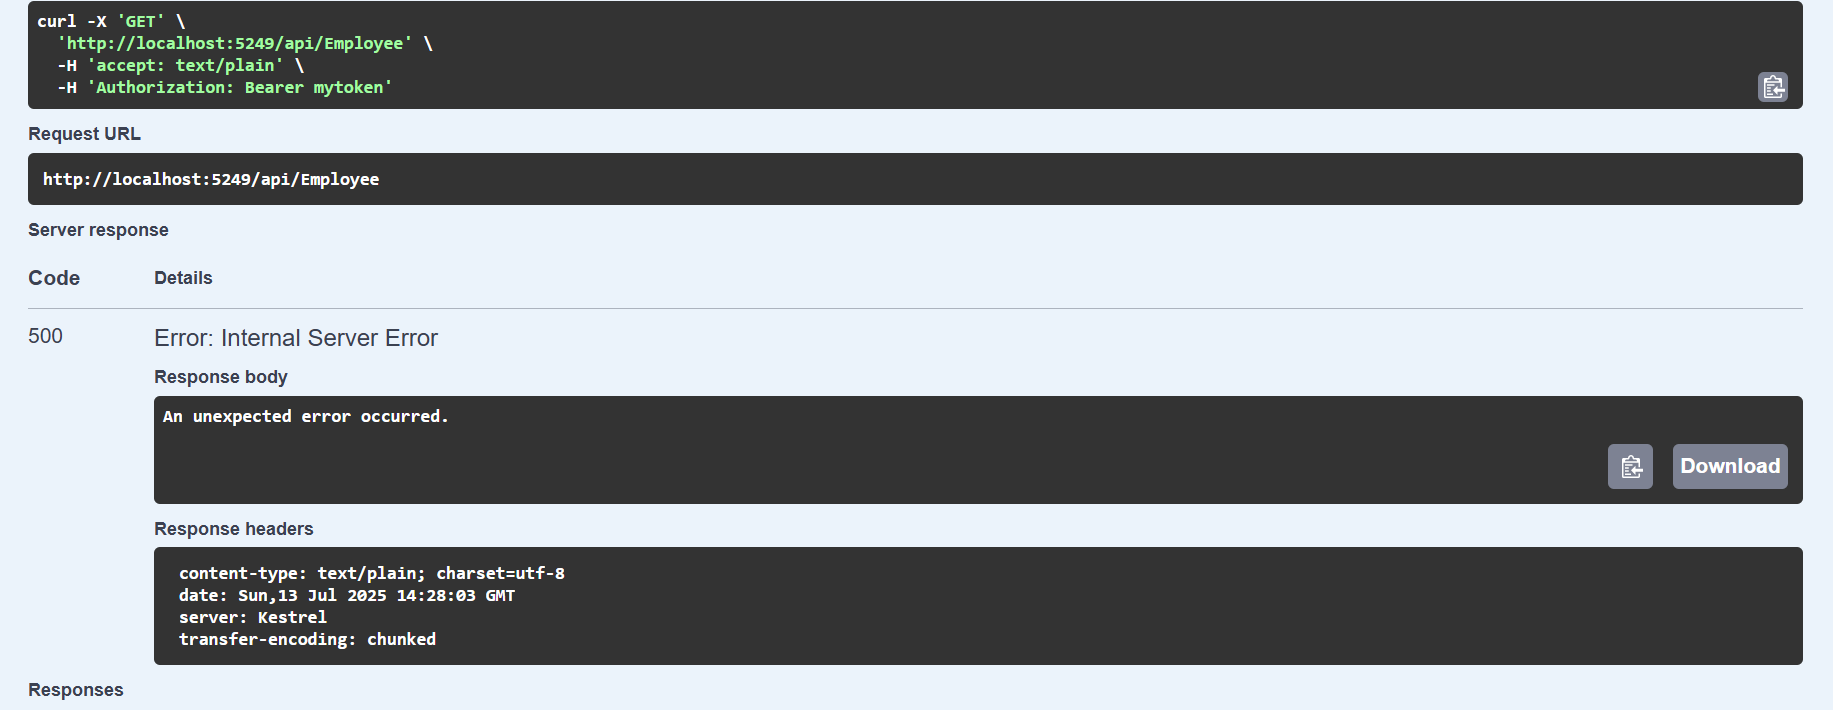 curl -X 'GET' \
'http://localhost:5249/api/Employee' \
-H 'accept: text/plain' \
-H 'Authorization: Bearer mytoken'
Request URL
http://localhost:5249/api/Employee
Server response
Code Details
500 Error: Internal Server Error
Response body
An unexpected error occurred.
Download
Response headers
content-type: text/plain; charset=utf-8
date: Sun,13 Jul 2025 14:28:03 GMT
server: Kestrel
transfer-encoding: chunked
Responses